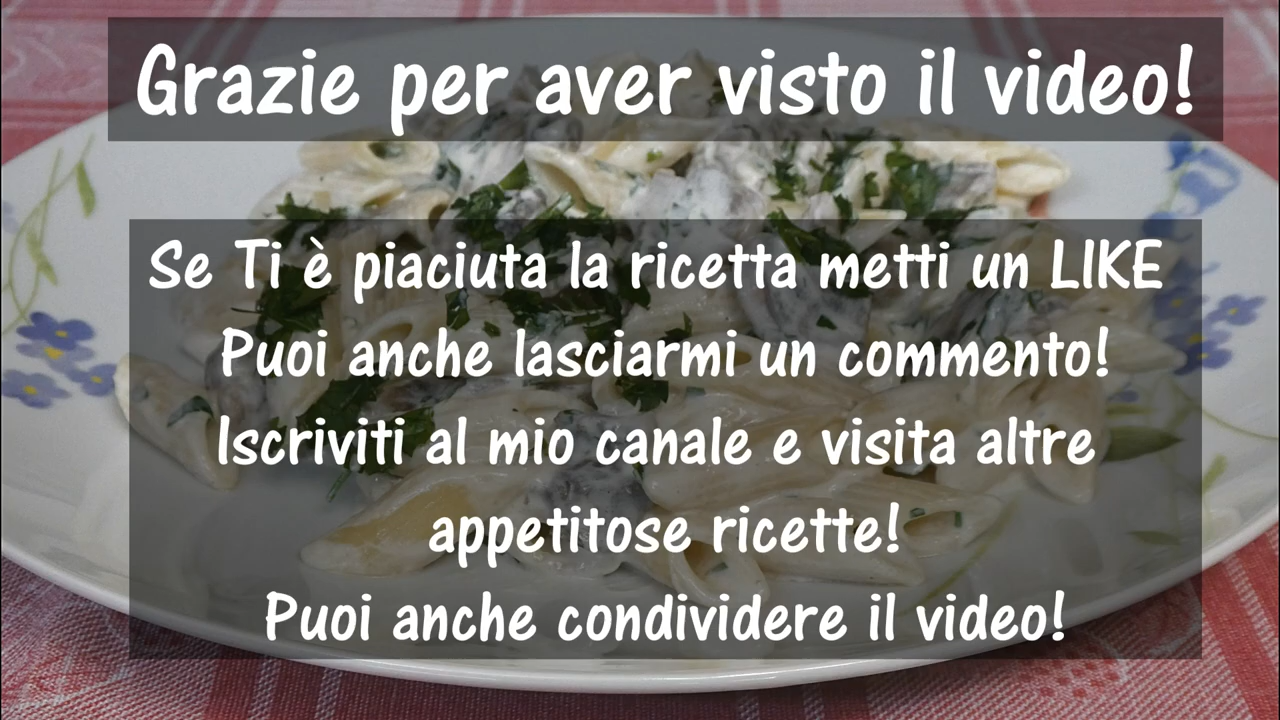 Grazie per aver visto il video!
Se Ti è piaciuta la ricetta metti un LIKE
Puoi anche lasciarmi un commento!
Iscriviti al mio canale e visita altre
appetitose ricette!
Puoi anche condividere il video!